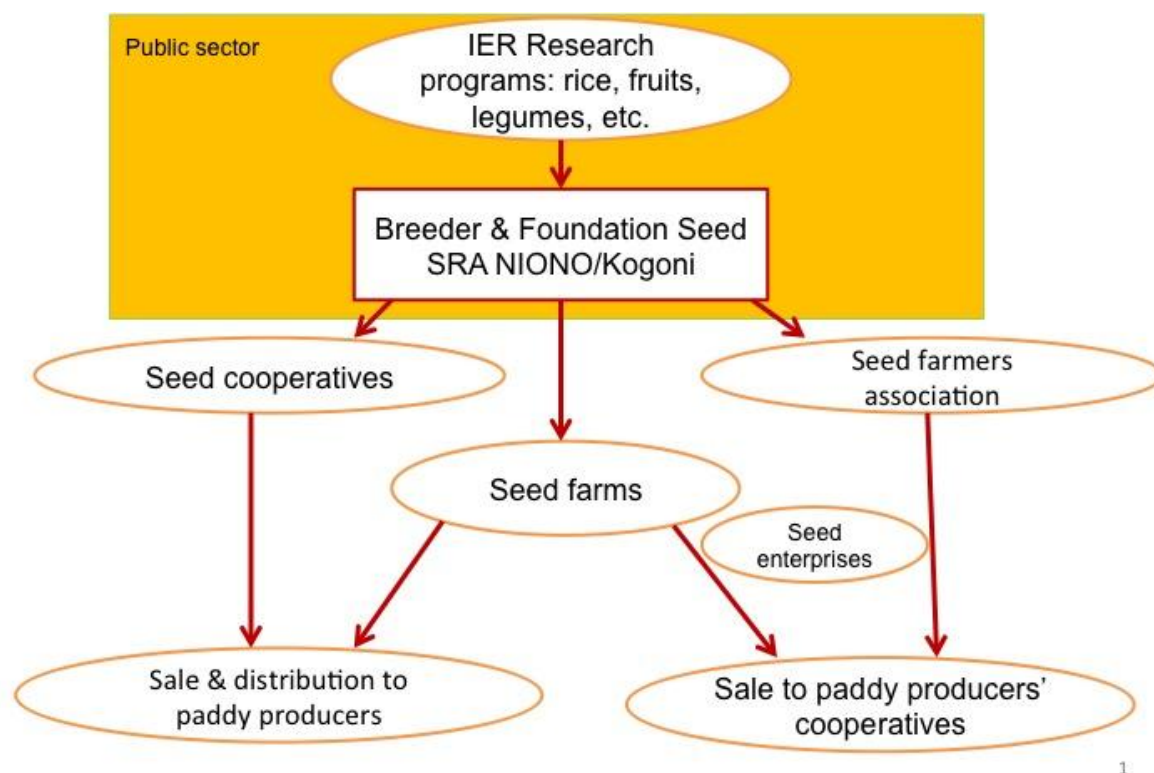 Public sector
IER Research
programs: rice, fruits,
legumes, etc.
Breeder & Foundation Seed
SRA NIONO/Kogoni
Seed cooperatives
Seed farmers
association
Seed farms
Seed
enterprises
Sale & distribution to
paddy producers
Sale to paddy producers’
cooperatives
1